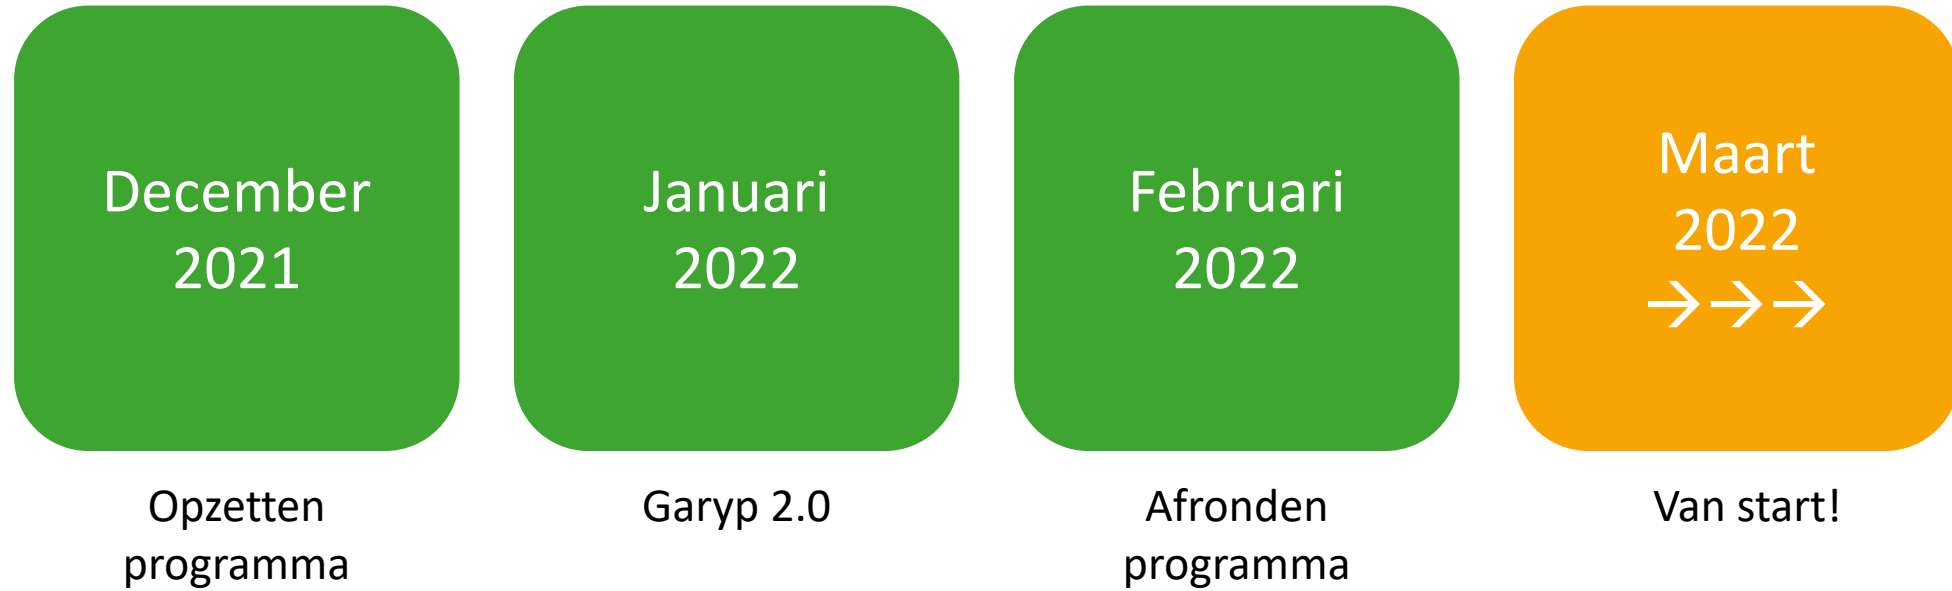 December
2021
Januari
2022
Februari
2022
Maart
2022
→→→
Opzetten
programma
Garyp 2.0
Afronden
programma
Van start!